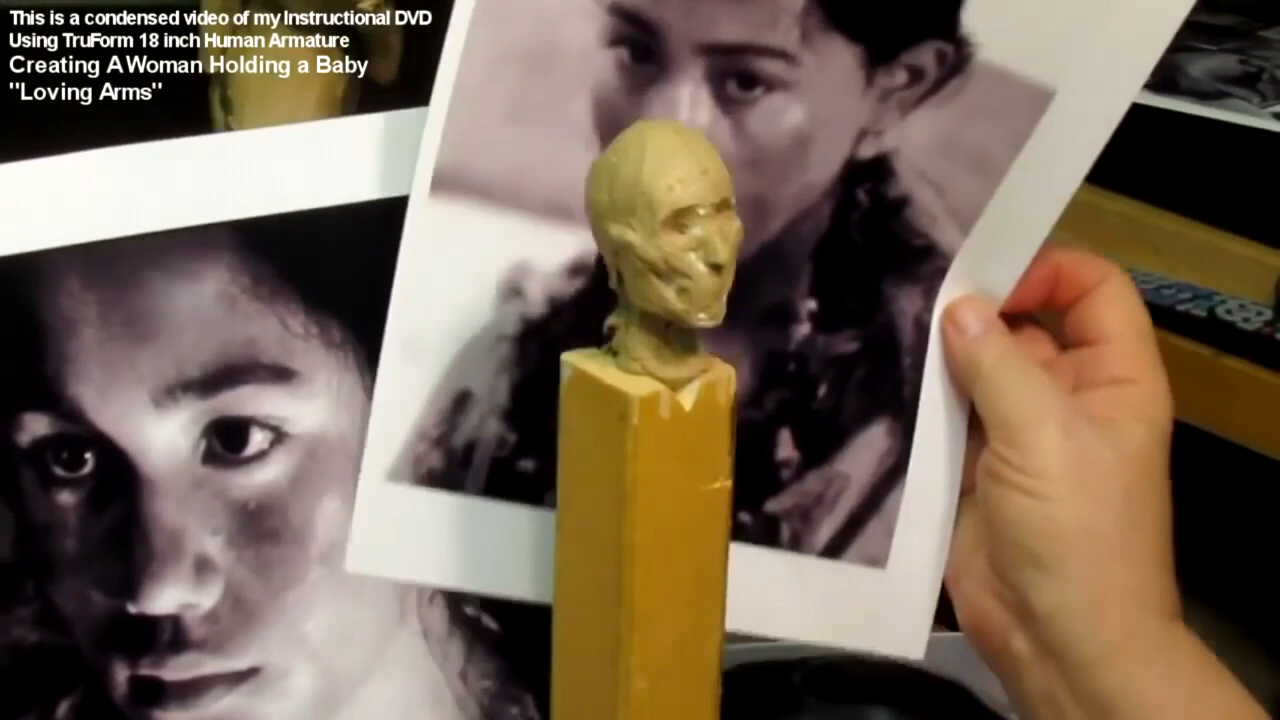 This is a condensed video of my Instructional DVD
Using TruForm 18 inch Human Armature
Creating A Woman Holding a Baby
"Loving Arms"